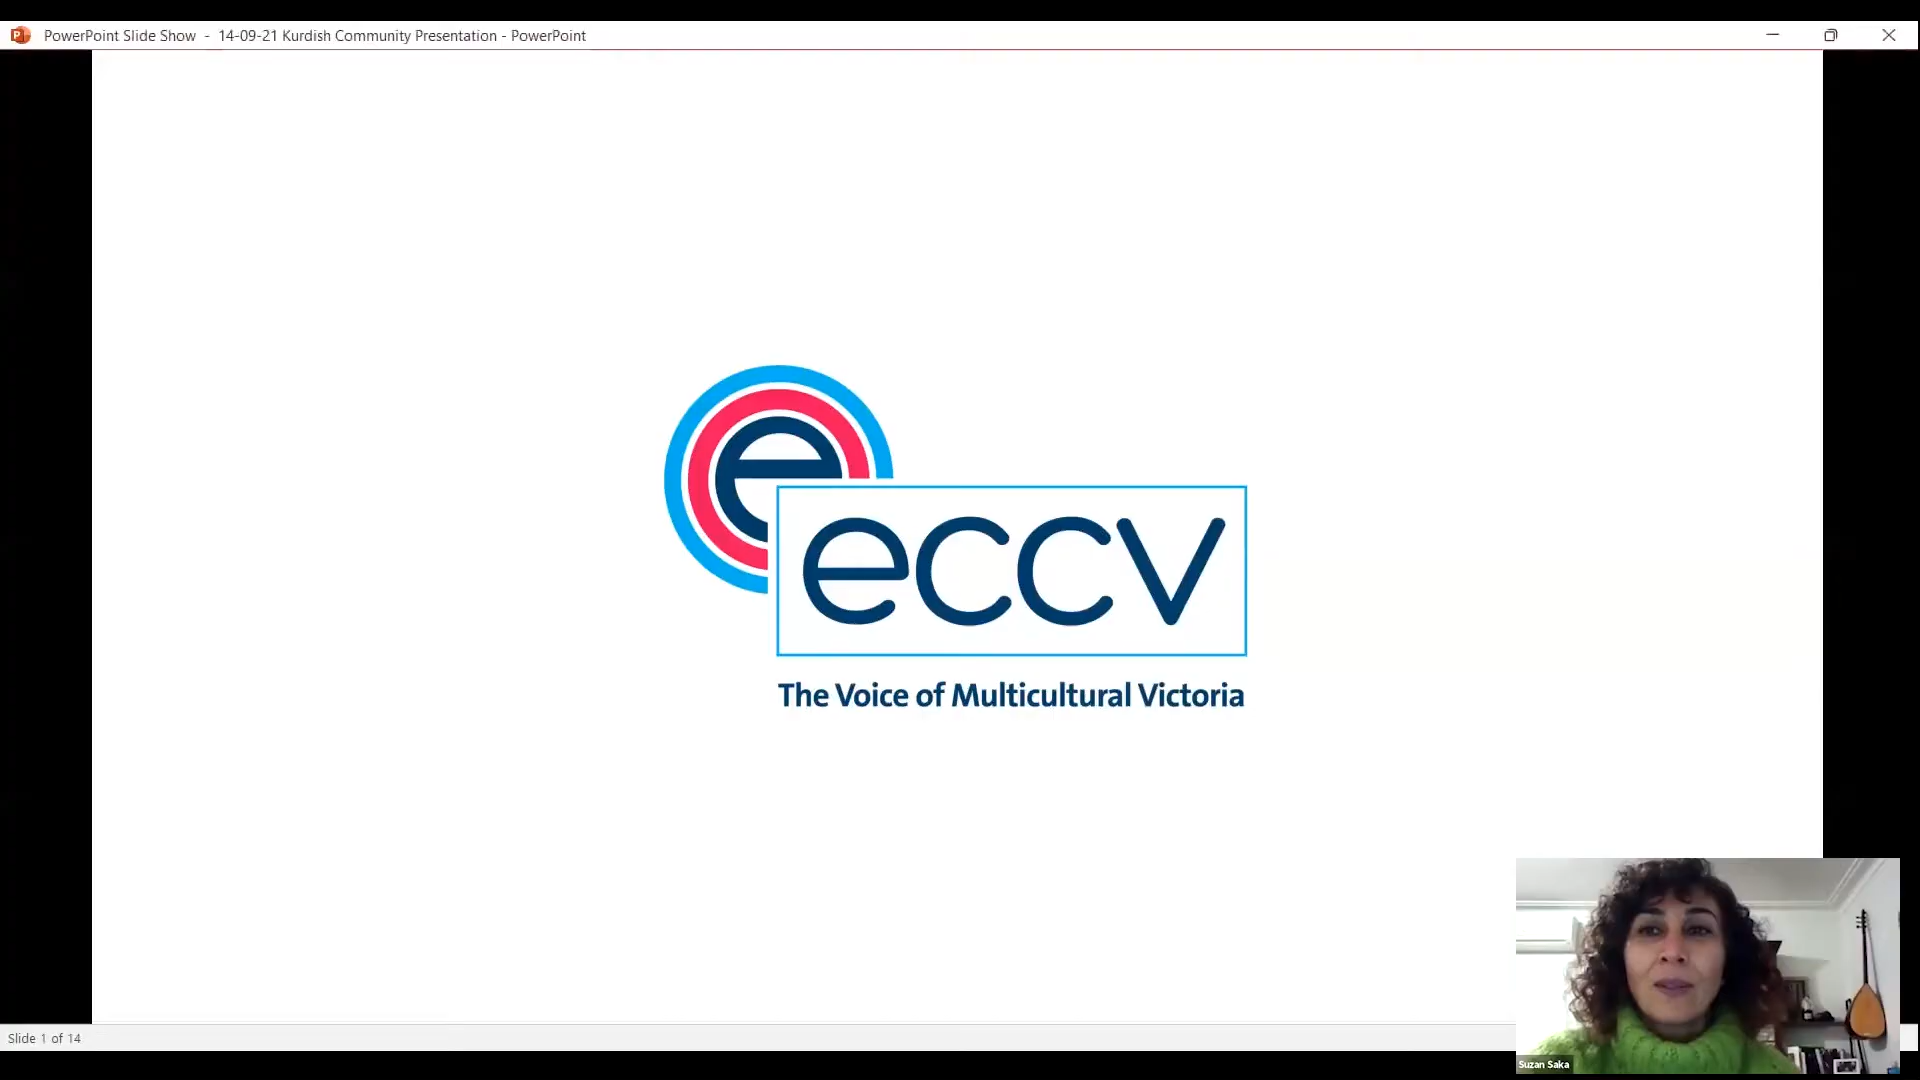 PowerPoint Slide Show - 14-09-21 Kurdish Community Presentation - PowerPoint
e
eccv
The Voice of Multicultural Victoria
Slide 1 of 14
Suzan Saka